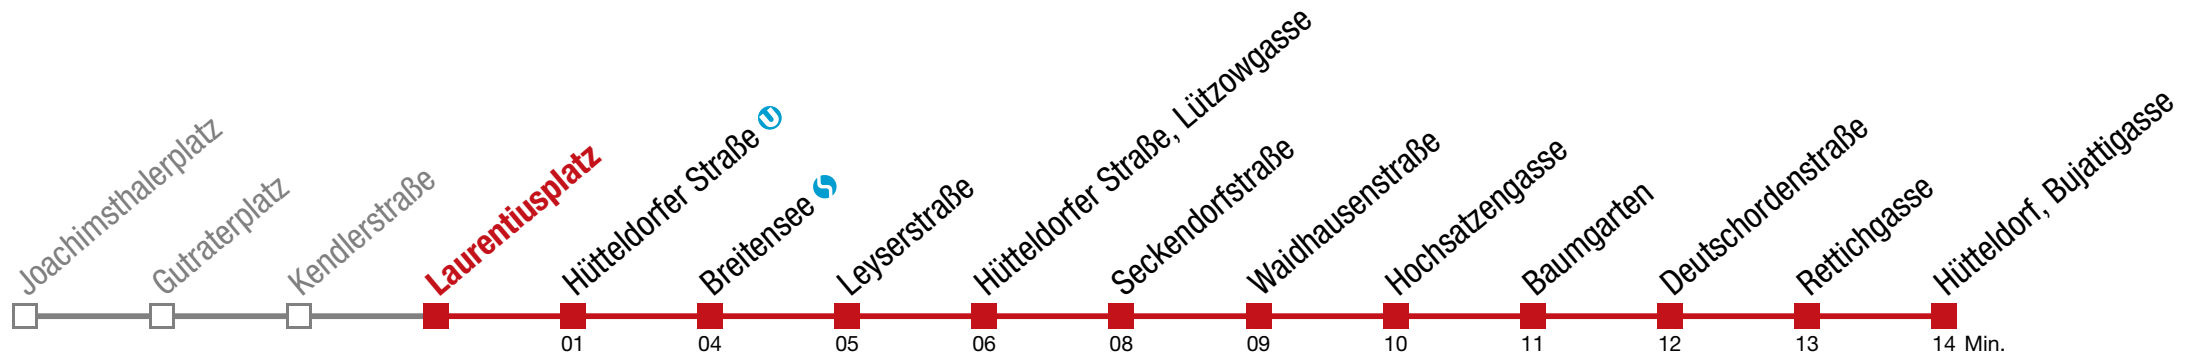 Joachimsthalerplatz
Gutraterplatz
Kendlerstraße
Laurentiusplatz
Hütteldorfer Straße U
Breitensee S
Leyserstraße
Hütteldorfer Straße, Lützowgasse
Seckendorfstraße
Waidhausenstraße
Hochsatzengasse
Baumgarten
Deutschordenstraße
Rettichgasse
Hütteldorf, Bujattigasse
01 04 05 06 08 09 10 11 12 13 14 Min.